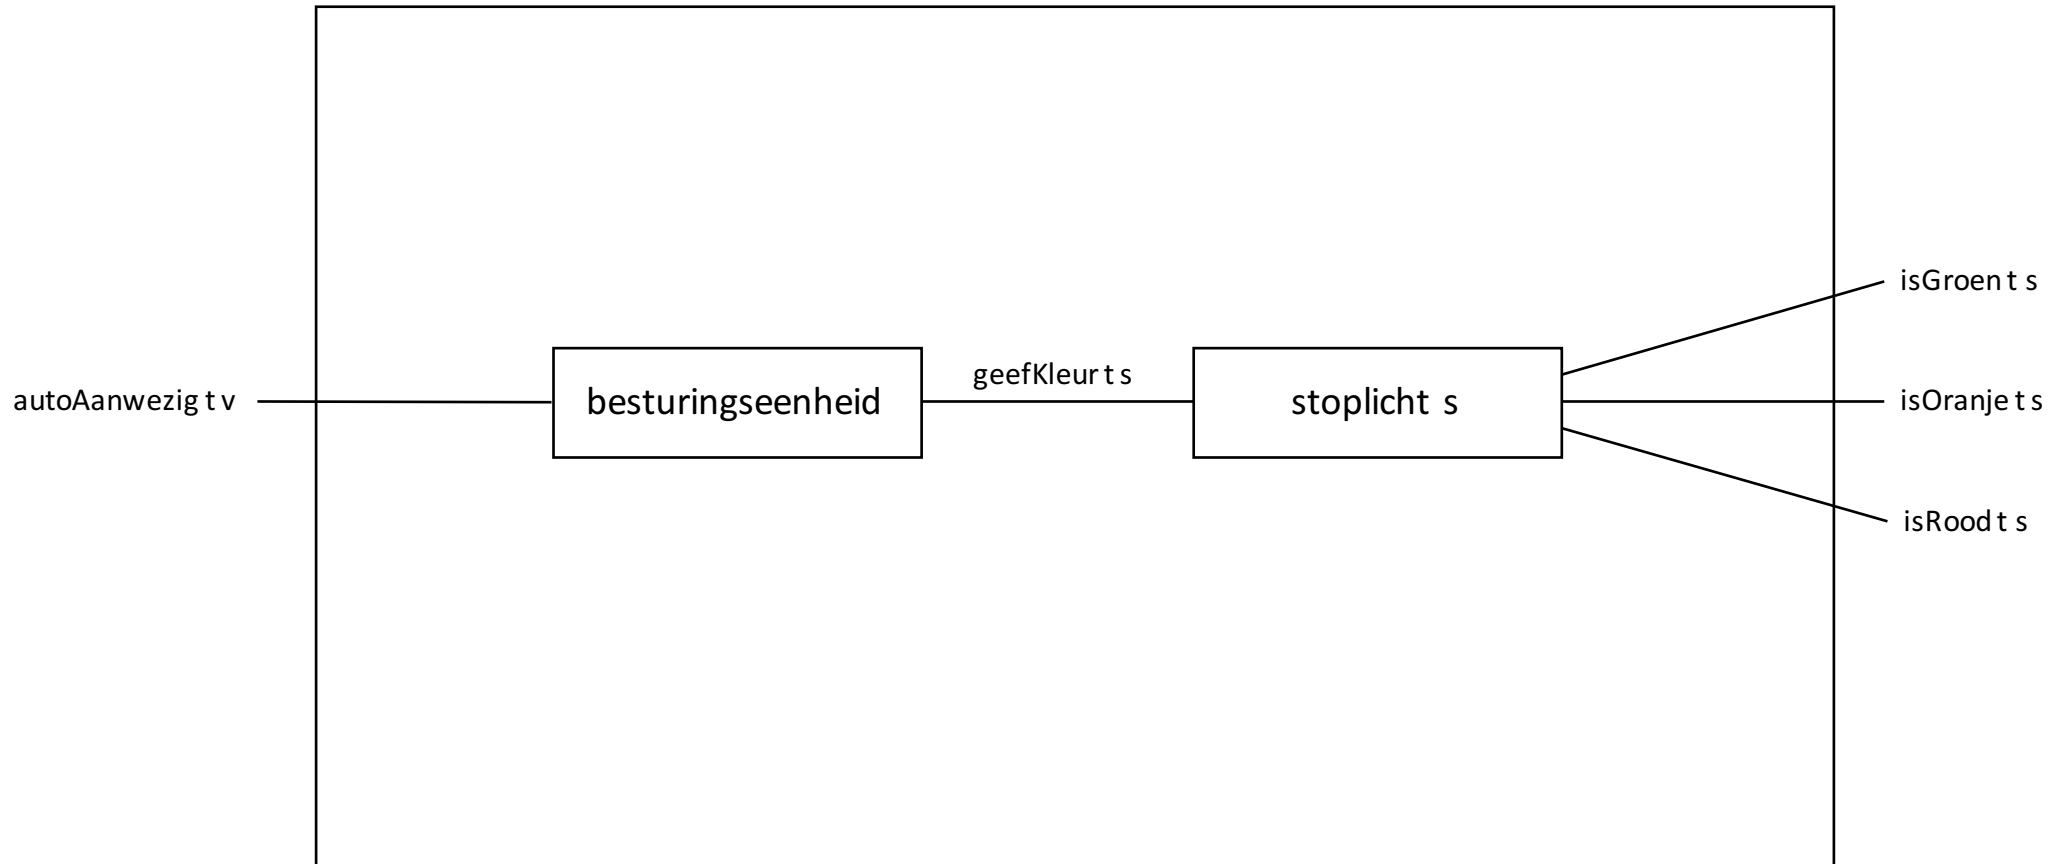 isGroen t s
geefKleur t s
autoAanwezig t v
besturingseenheid
stoplicht s
isOranje t s
isRood t s